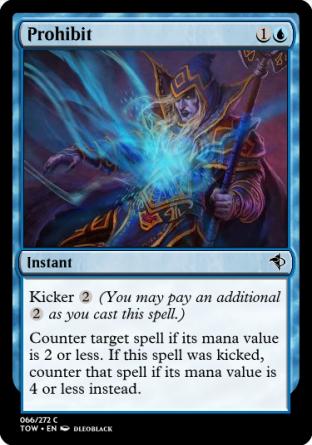 Prohibit 1
Instant
Kicker 2 (You may pay an additional
2 as you cast this spell.)
Counter target spell if its mana value
is 2 or less. If this spell was kicked,
counter that spell if its mana value is
4 or less instead.
066/272 C
TOW • EN DLEOBLACK